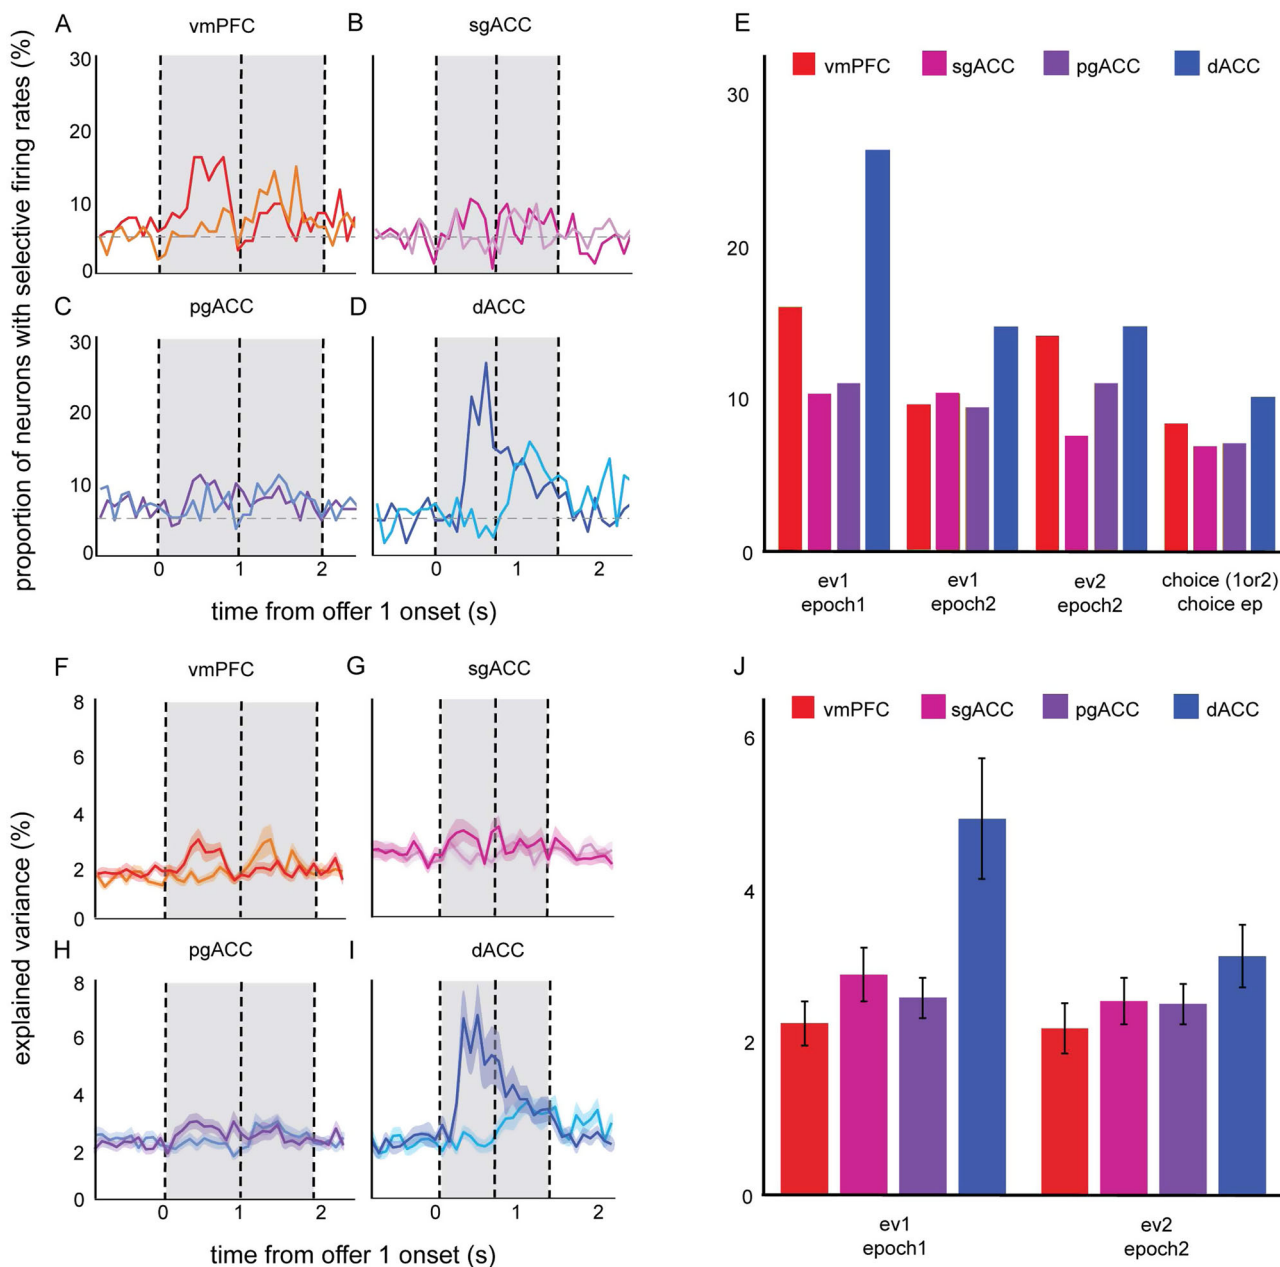 A
vmPFC
B
sgACC
30
20
10
0
C
pgACC
D
dACC
30
20
10
0
0
1
2
0
1
2
time from offer 1 onset (s)
proportion of neurons with selective firing rates (%)
E
vmPFC
sgACC
pgACC
dACC
30
20
10
0
ev1
epoch1
ev1
epoch2
ev2
epoch2
choice (1or2)
choice ep
F
vmPFC
G
sgACC
8
6
4
2
0
H
pgACC
I
dACC
8
6
4
2
0
0
1
2
0
1
2
time from offer 1 onset (s)
explained variance (%)
J
vmPFC
sgACC
pgACC
dACC
6
4
2
0
ev1
epoch1
ev2
epoch2